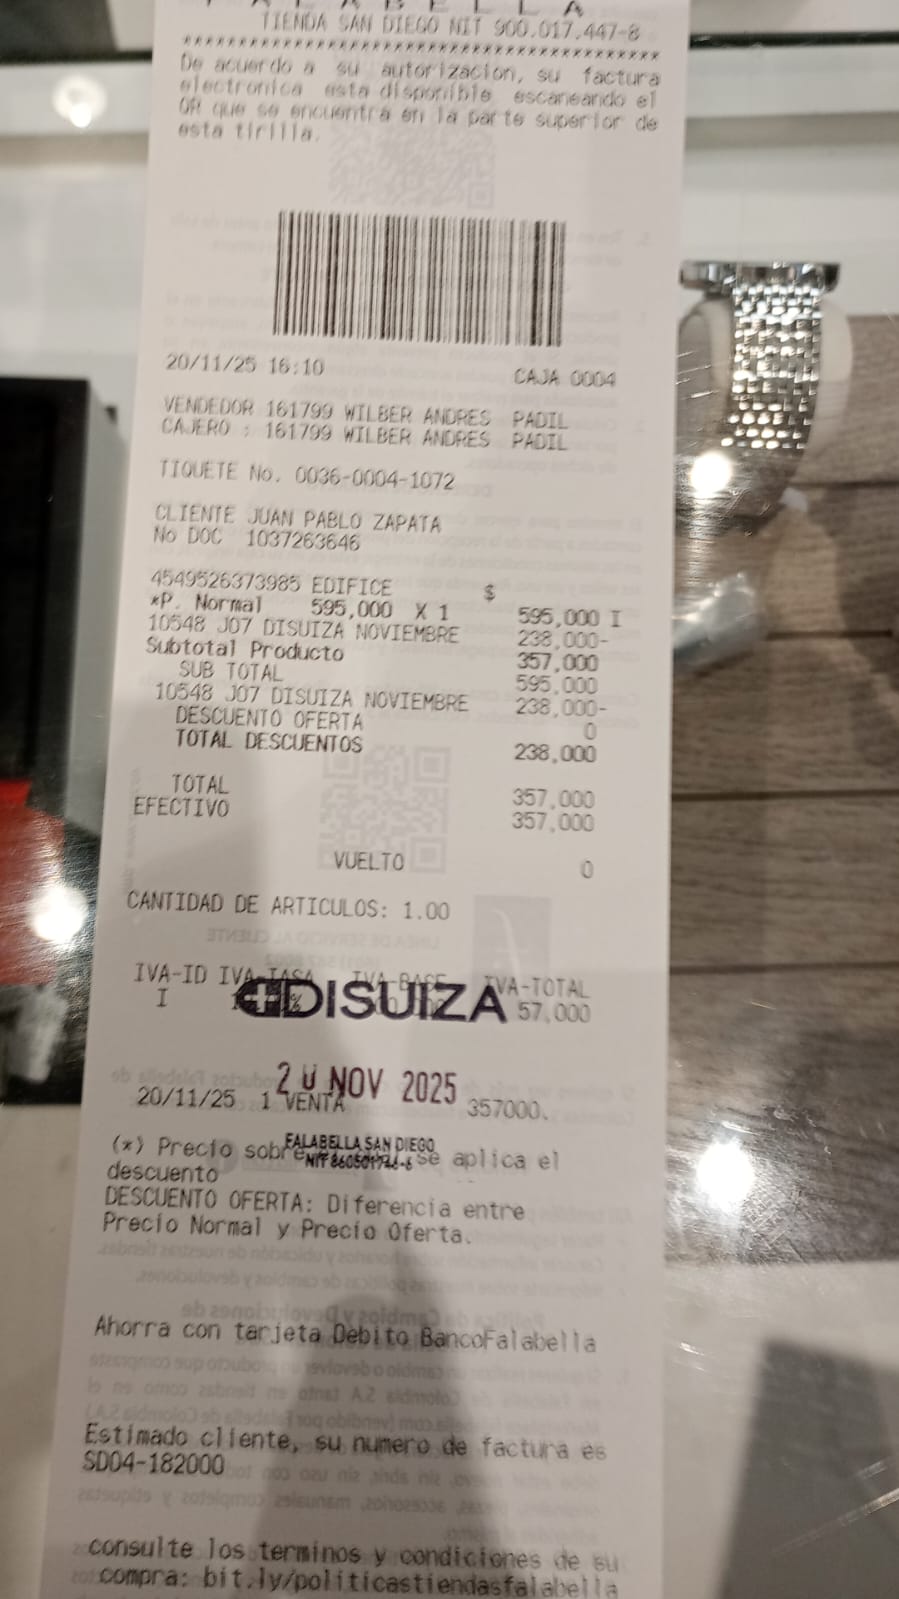 FALABELLA
TIENDA SAN DIEGO NIT 900.017.447-8
******************************************
De acuerdo a su autorizacion, su factura
electronica esta disponible escaneando el
QR que se encuentra en la parte superior de
esta tirilla.
20/11/25 16:10 CAJA 0004
VENDEDOR 161799 WILBER ANDRES PADIL
CAJERO : 161799 WILBER ANDRES PADIL
TIQUETE No. 0036-0004-1072
CLIENTE JUAN PABLO ZAPATA
No DOC 1037263646
4549526373985 EDIFICE $
*P. Normal 595,000 X 1 595,000 I
10548 J07 DISUIZA NOVIEMBRE 238,000-
Subtotal Producto 357,000
SUB TOTAL 595,000
10548 J07 DISUIZA NOVIEMBRE 238,000-
DESCUENTO OFERTA 0
TOTAL DESCUENTOS 238,000
TOTAL 357,000
EFECTIVO 357,000
VUELTO 0
CANTIDAD DE ARTICULOS: 1.00
IVA-ID IVA-TASA IVA-BASE IVA-TOTAL
I 57,000
DISUIZA
20 NOV 2025
20/11/25 1 VENTA 357000.
FALABELLA SAN DIEGO
(*) Precio sobre se aplica el
descuento
DESCUENTO OFERTA: Diferencia entre
Precio Normal y Precio Oferta.
Ahorra con tarjeta Debito BancoFalabella
Estimado cliente, su numero de factura es
SD04-182000
consulte los terminos y condiciones de su
compra: bit.ly/politicastiendasfalabella